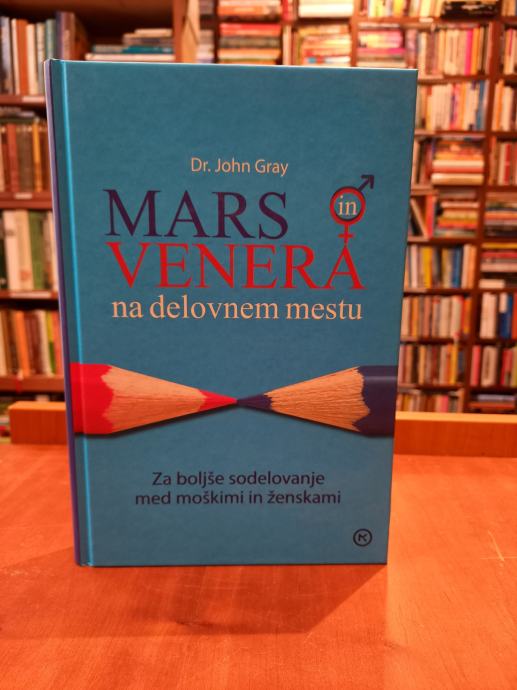 Dr. John Gray
MARS in
VENERA
na delovnem mestu
Za boljše sodelovanje
med moškimi in ženskami